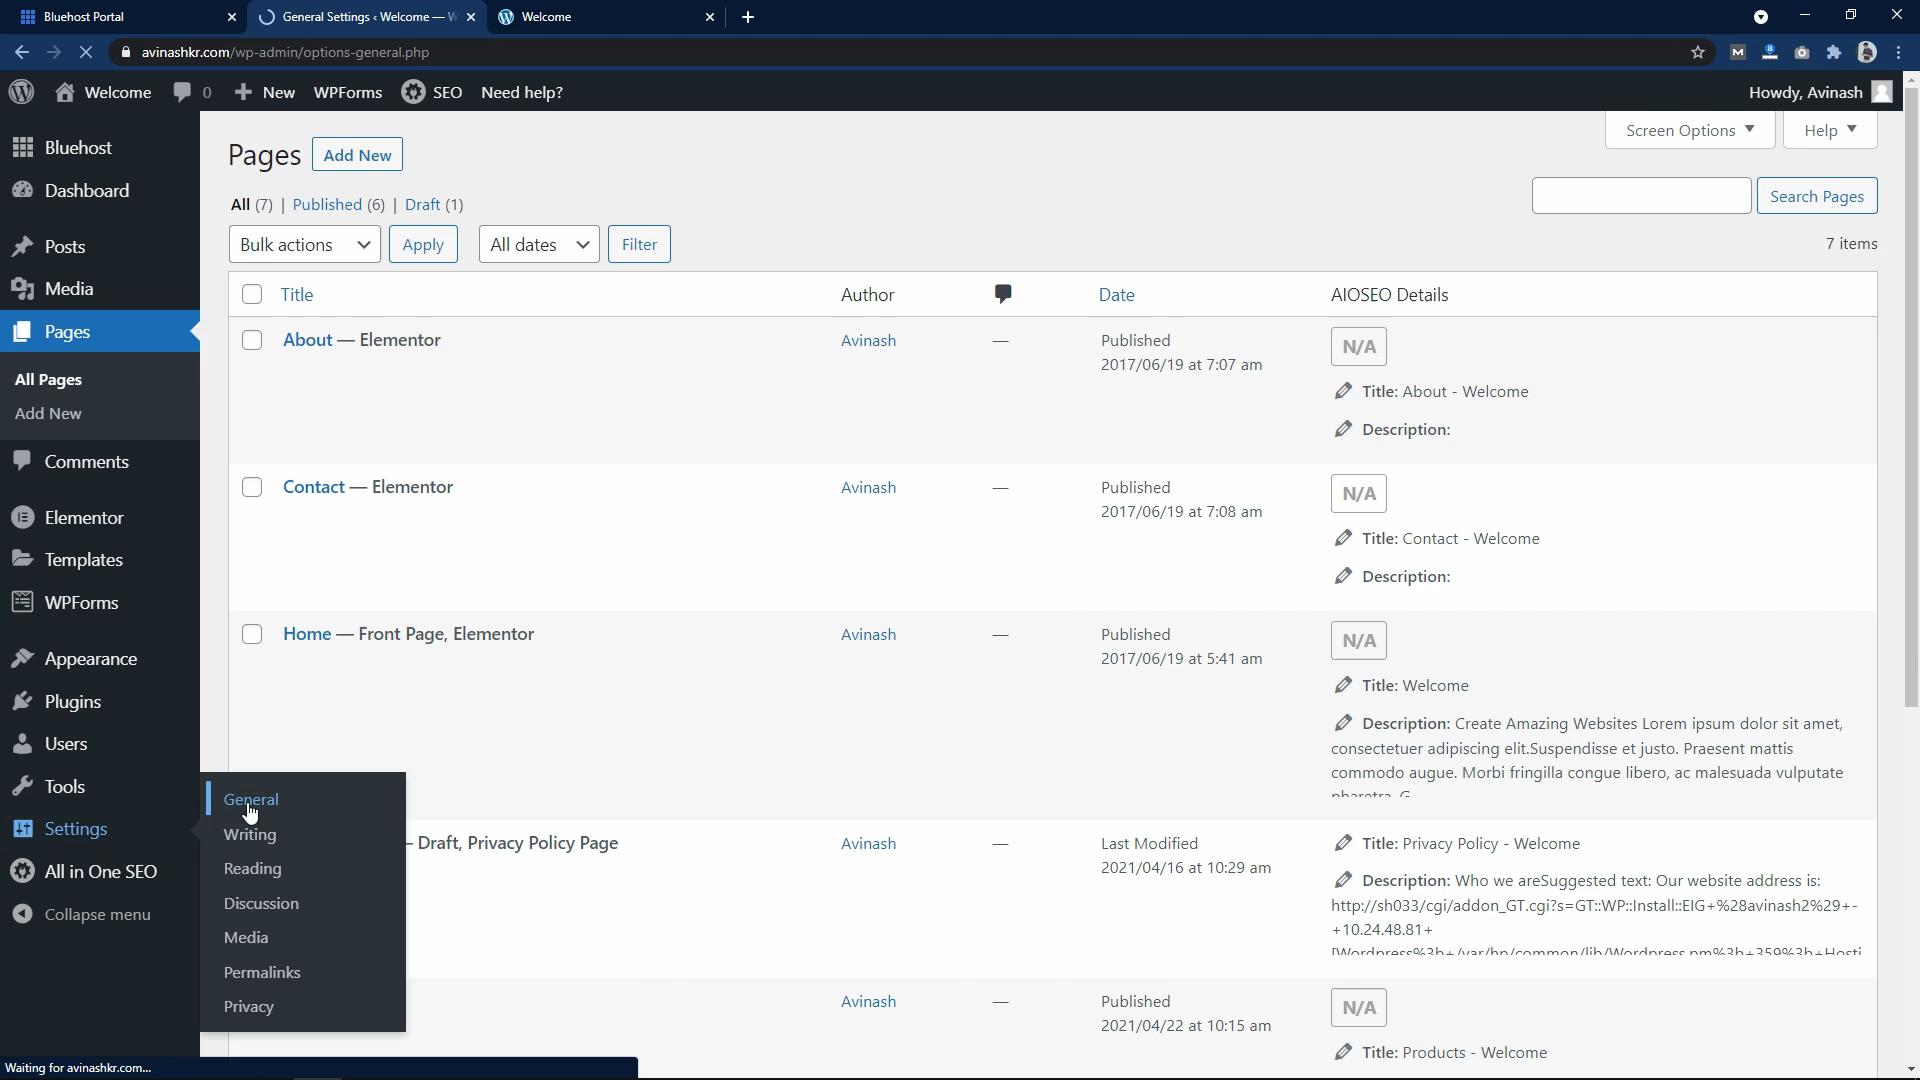 Bluehost Portal
General Settings ‹ Welcome — W
Welcome
avinashkr.com/wp-admin/options-general.php
Welcome 0 New WPForms SEO Need help?
Howdy, Avinash
Bluehost
Dashboard
Posts
Media
Pages
All Pages
Add New
Comments
Elementor
Templates
WPForms
Appearance
Plugins
Users
Tools
Settings
All in One SEO
Collapse menu
General
Writing
Reading
Discussion
Media
Permalinks
Privacy
Pages Add New
Screen Options Help
All (7) | Published (6) | Draft (1)
Search Pages
Bulk actions Apply All dates Filter
7 items
Title Author Date AIOSEO Details
About — Elementor
Avinash
—
Published
2017/06/19 at 7:07 am
N/A
Title: About - Welcome
Description:
Contact — Elementor
Avinash
—
Published
2017/06/19 at 7:08 am
N/A
Title: Contact - Welcome
Description:
Home — Front Page, Elementor
Avinash
—
Published
2017/06/19 at 5:41 am
N/A
Title: Welcome
Description: Create Amazing Websites Lorem ipsum dolor sit amet,
consectetuer adipiscing elit.Suspendisse et justo. Praesent mattis
commodo augue. Morbi fringilla congue libero, ac malesuada vulputate
pharetra. G
– Draft, Privacy Policy Page
Avinash
—
Last Modified
2021/04/16 at 10:29 am
Title: Privacy Policy - Welcome
Description: Who we areSuggested text: Our website address is:
http://sh033/cgi/addon_GT.cgi?s=GT::WP::Install::EIG+%28avinash2%29+-
+10.24.48.81+
[Wordpress%3b+/var/hp/common/lib/Wordpress.pm%3b+359%3b+Hosti
Avinash
—
Published
2021/04/22 at 10:15 am
N/A
Title: Products - Welcome
Waiting for avinashkr.com...